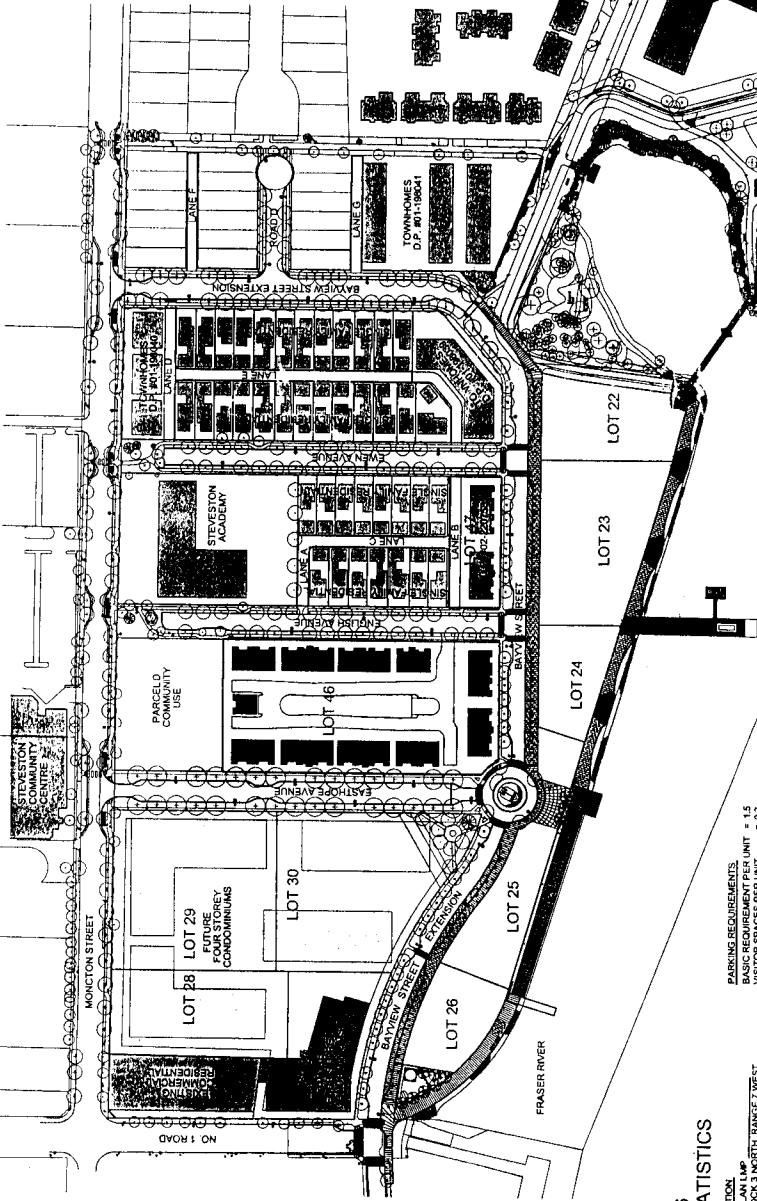 STEVESTON
COMMUNITY
CENTRE
MONCTON STREET
NO. 1 ROAD
EXISTING
COMMERCIAL/
RESIDENTIAL
LOT 28
LOT 29
FUTURE
FOUR STOREY
CONDOMINIUMS
LOT 30
PARCEL D
COMMUNITY
USE
EASTHOPE AVENUE
LOT 46
ENGLISH AVENUE
STEVESTON
ACADEMY
LANE A
SINGLE FAMILY RESIDENTIAL
LANE C
SINGLE FAMILY RESIDENTIAL
LANE B
LOT 47
EWEN AVENUE
TOWNHOMES
LANE D
BAYVIEW STREET EXTENSION
LANE F
ROAD D
LANE G
TOWNHOMES
D.P. #01-198041
BAYVIEW STREET
BAYVIEW STREET EXTENSION
LOT 22
LOT 23
LOT 24
LOT 25
LOT 26
FRASER RIVER
PARKING REQUIREMENTS
BASIC REQUIREMENT PER UNIT = 1.5
ATISTICS